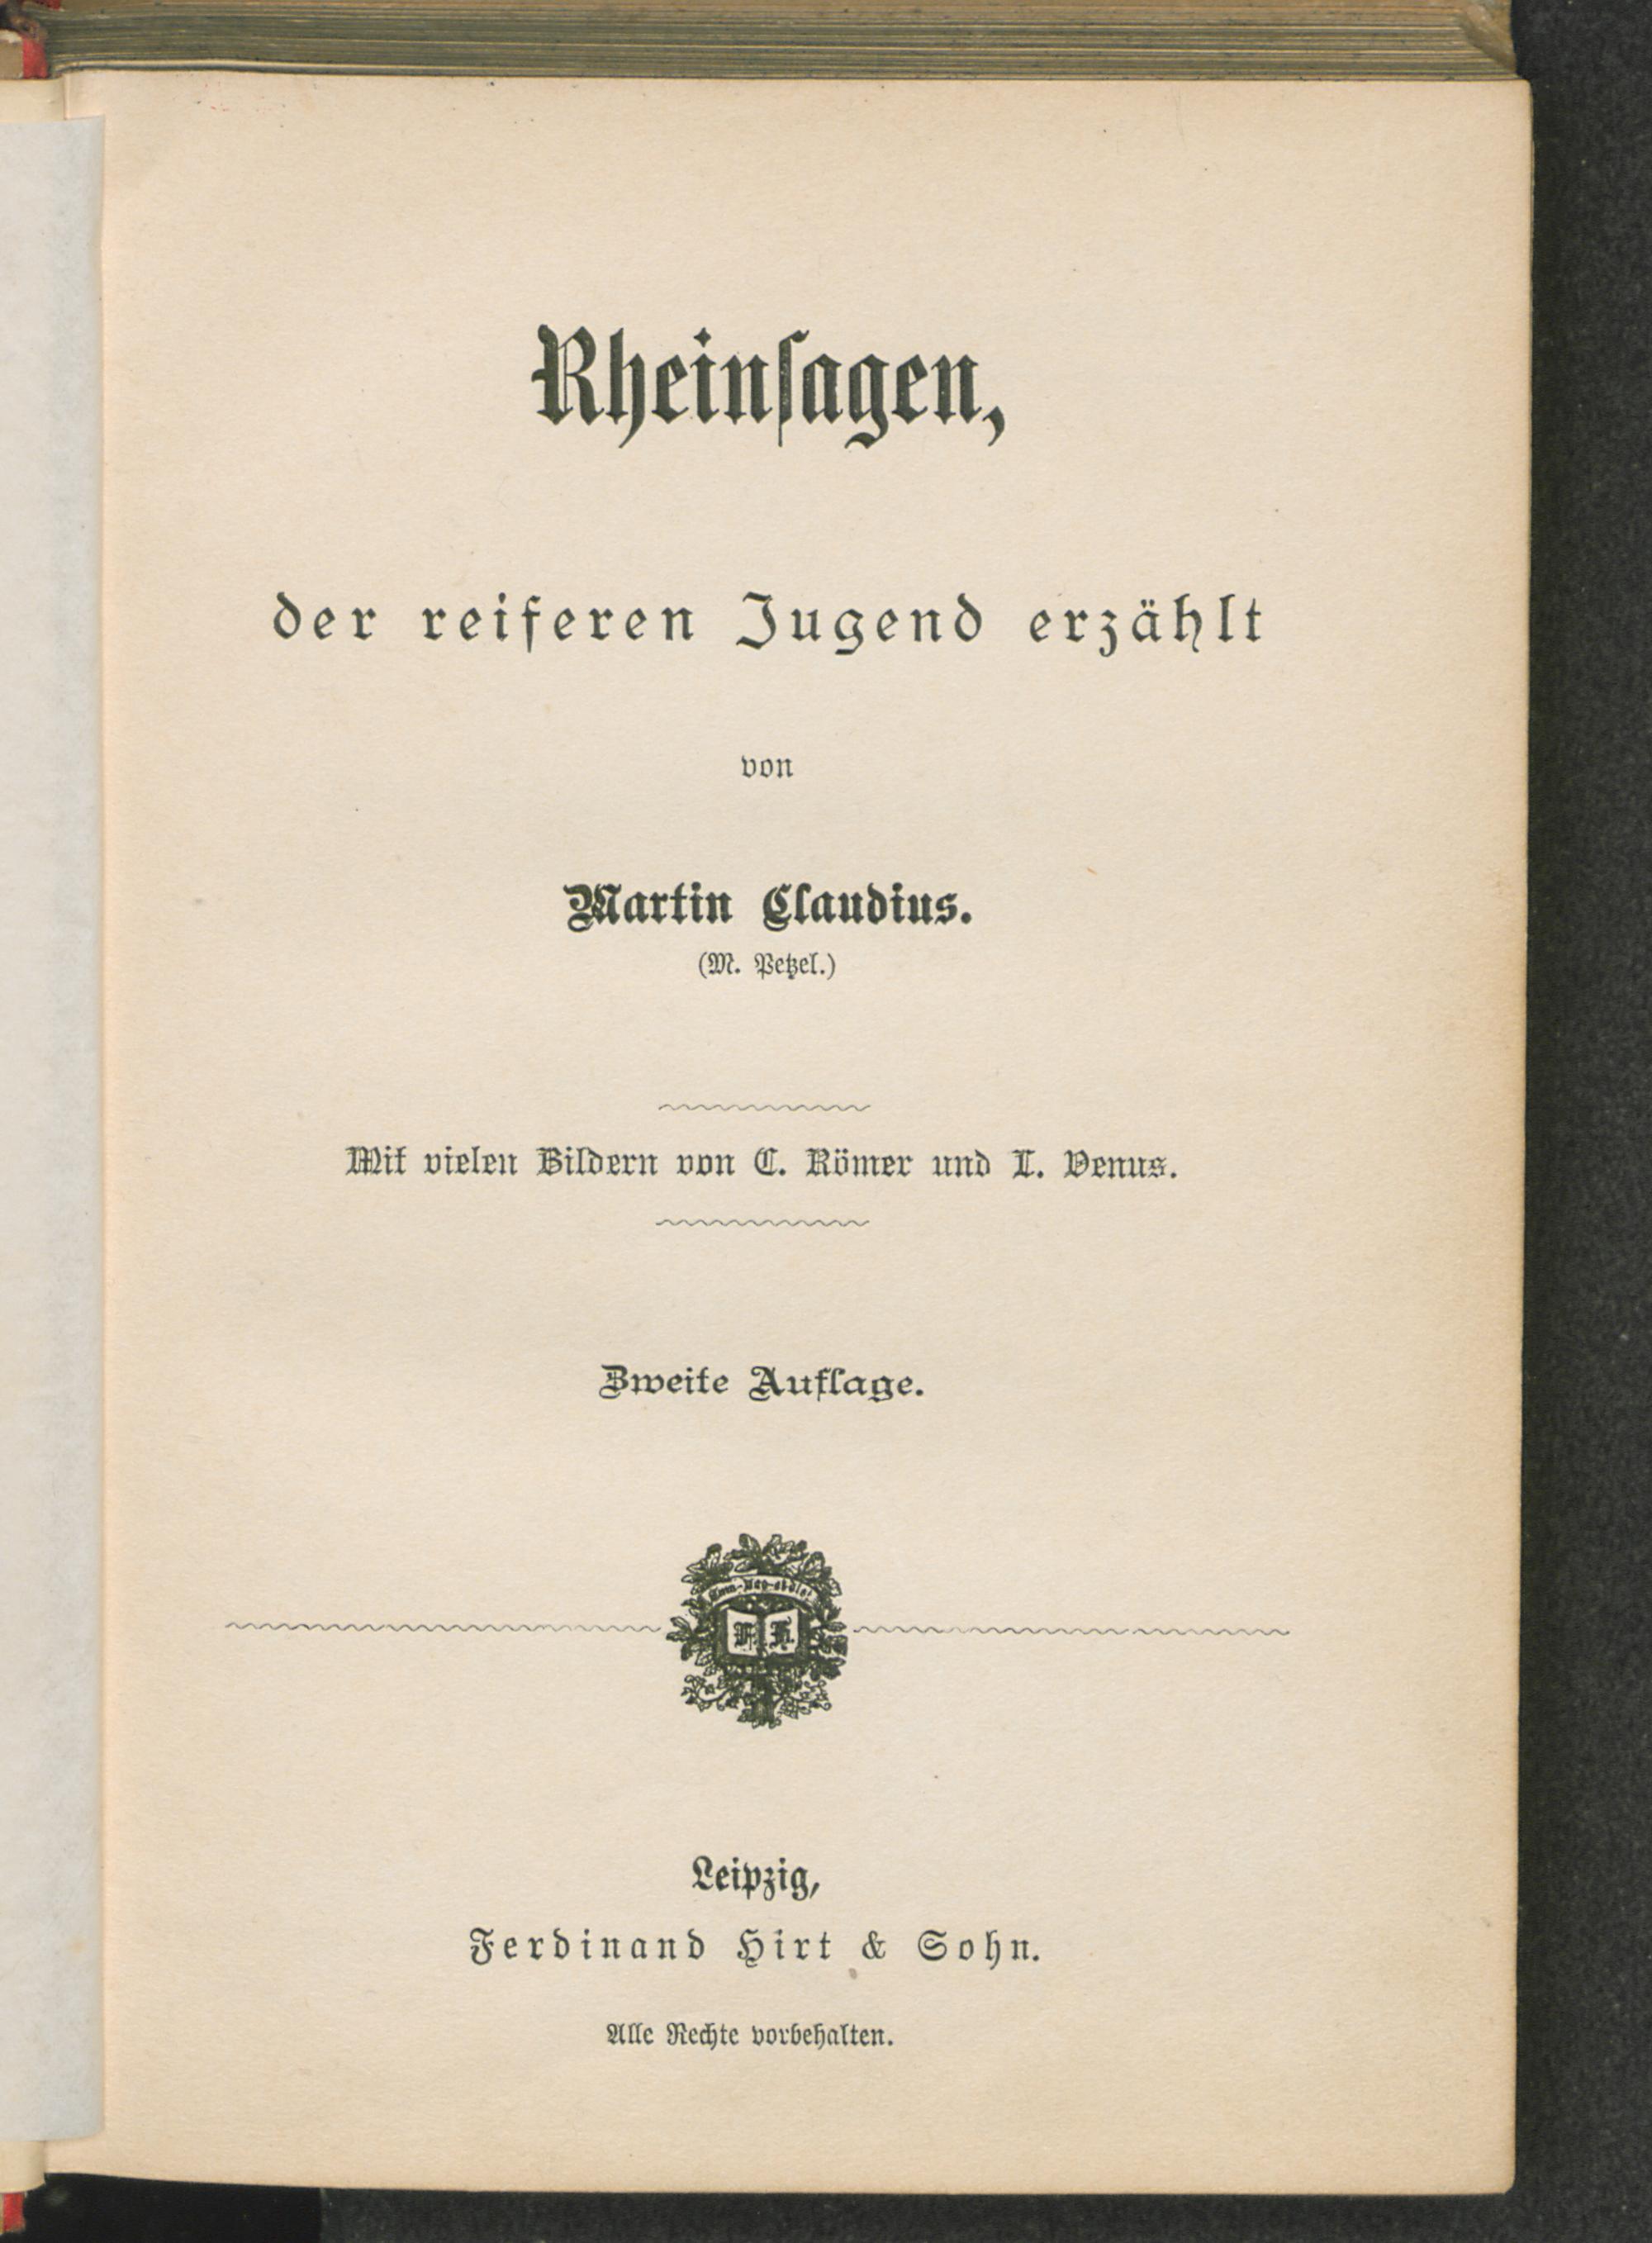 Rheinsagen,
der reiferen Jugend erzählt
von
Martin Claudius.
(M. Petzel.)
Mit vielen Bildern von C. Römer und L. Venus.
Zweite Auflage.
F. H.
Leipzig,
Ferdinand Hirt & Sohn.
Alle Rechte vorbehalten.